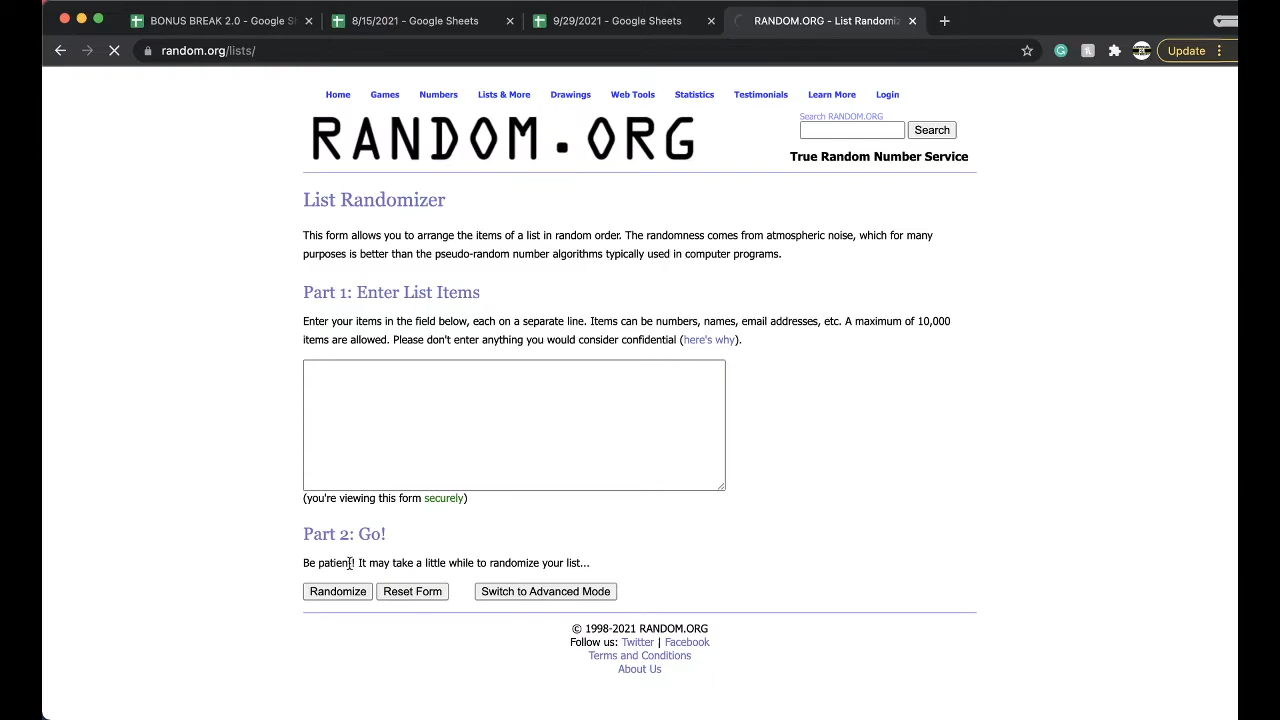 BONUS BREAK 2.0 - Google S
8/15/2021 - Google Sheets
9/29/2021 - Google Sheets
RANDOM.ORG - List Randomiz
random.org/lists/
Update
Home Games Numbers Lists & More Drawings Web Tools Statistics Testimonials Learn More Login
RANDOM.ORG
Search RANDOM.ORG
Search
True Random Number Service
List Randomizer
This form allows you to arrange the items of a list in random order. The randomness comes from atmospheric noise, which for many
purposes is better than the pseudo-random number algorithms typically used in computer programs.
Part 1: Enter List Items
Enter your items in the field below, each on a separate line. Items can be numbers, names, email addresses, etc. A maximum of 10,000
items are allowed. Please don't enter anything you would consider confidential (here's why).
(you're viewing this form securely)
Part 2: Go!
Be patient! It may take a little while to randomize your list...
Randomize Reset Form Switch to Advanced Mode
© 1998-2021 RANDOM.ORG
Follow us: Twitter | Facebook
Terms and Conditions
About Us